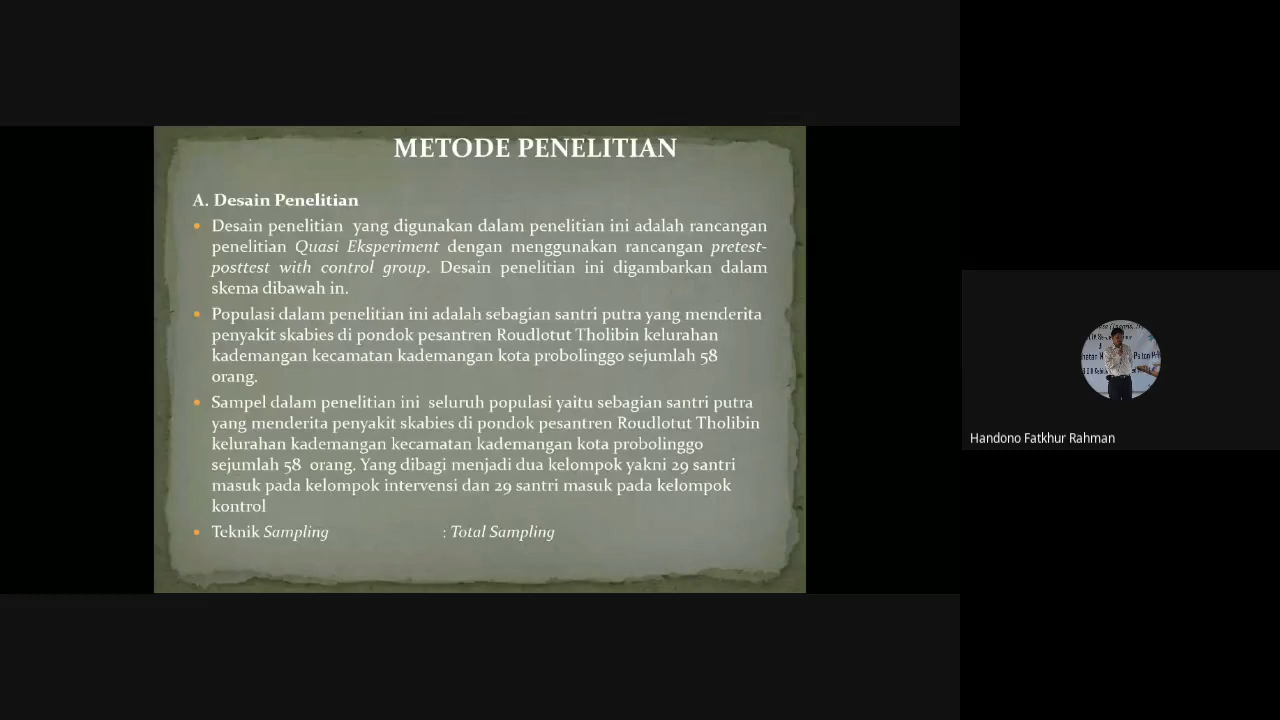 METODE PENELITIAN
A. Desain Penelitian
• Desain penelitian yang digunakan dalam penelitian ini adalah rancangan
penelitian Quasi Eksperiment dengan menggunakan rancangan pretest-
posttest with control group. Desain penelitian ini digambarkan dalam
skema dibawah in.
• Populasi dalam penelitian ini adalah sebagian santri putra yang menderita
penyakit skabies di pondok pesantren Roudlotut Tholibin kelurahan
kademangan kecamatan kademangan kota probolinggo sejumlah 58
orang.
• Sampel dalam penelitian ini seluruh populasi yaitu sebagian santri putra
yang menderita penyakit skabies di pondok pesantren Roudlotut Tholibin
kelurahan kademangan kecamatan kademangan kota probolinggo
sejumlah 58 orang. Yang dibagi menjadi dua kelompok yakni 29 santri
masuk pada kelompok intervensi dan 29 santri masuk pada kelompok
kontrol
• Teknik Sampling : Total Sampling
Handono Fatkhur Rahman